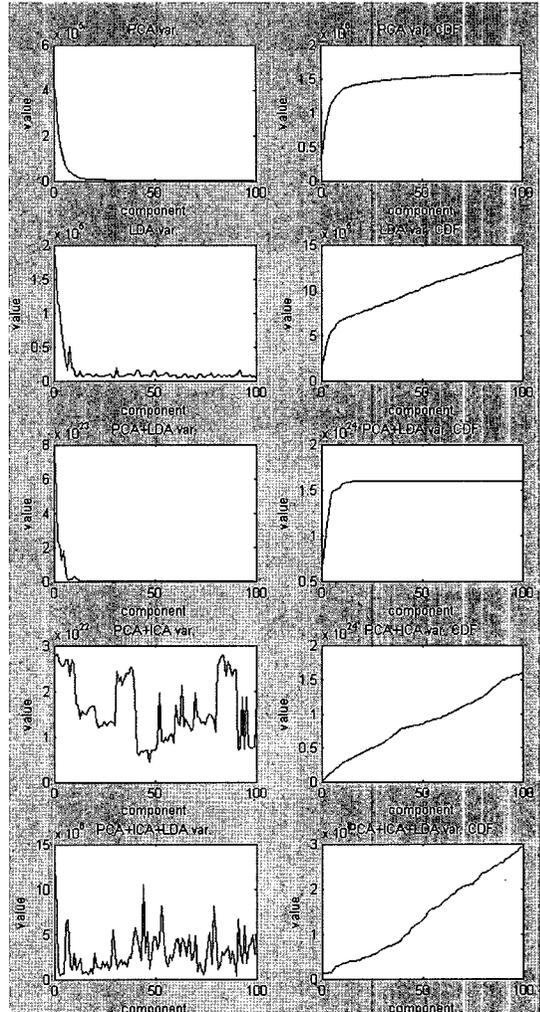 PCA var.
PCA var. CDF
6
4
2
0
value
0 50 100
component
2
1.5
1
0.5
0
value
0 50 100
component
LDA var.
LDA var. CDF
2
1.5
1
0.5
0
value
0 50 100
component
15
10
5
0
value
0 50 100
component
x 10^23
PCA+LDA var.
x 10^24
PCA+LDA var. CDF
8
6
4
2
0
value
0 50 100
component
2
1.5
1
0.5
value
0 50 100
component
x 10^22
PCA+ICA var.
x 10^24
PCA+ICA var. CDF
3
2
1
0
value
0 50 100
component
2
1.5
1
0.5
0
value
0 50 100
component
PCA+ICA+LDA var.
PCA+ICA+LDA var. CDF
15
10
5
0
value
0 50 100
component
3
2
1
0
value
0 50 100
component